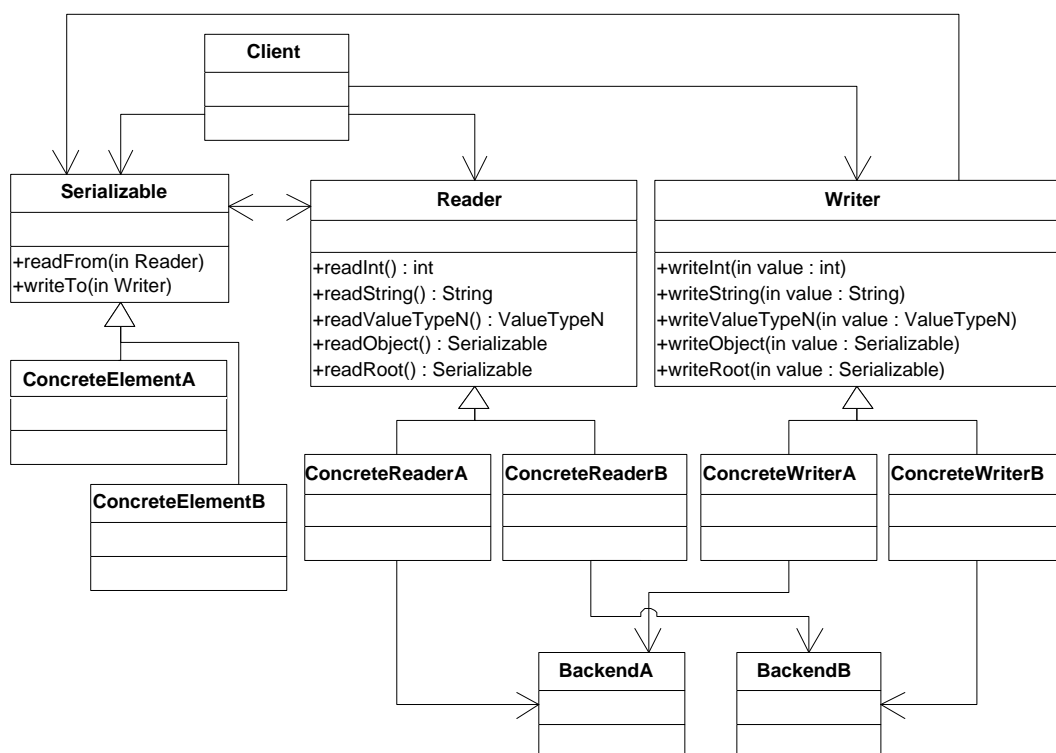 Client
Serializable
+readFrom(in Reader)
+writeTo(in Writer)
Reader
+readInt() : int
+readString() : String
+readValueTypeN() : ValueTypeN
+readObject() : Serializable
+readRoot() : Serializable
Writer
+writeInt(in value : int)
+writeString(in value : String)
+writeValueTypeN(in value : ValueTypeN)
+writeObject(in value : Serializable)
+writeRoot(in value : Serializable)
ConcreteElementA
ConcreteElementB
ConcreteReaderA
ConcreteReaderB
ConcreteWriterA
ConcreteWriterB
BackendA
BackendB